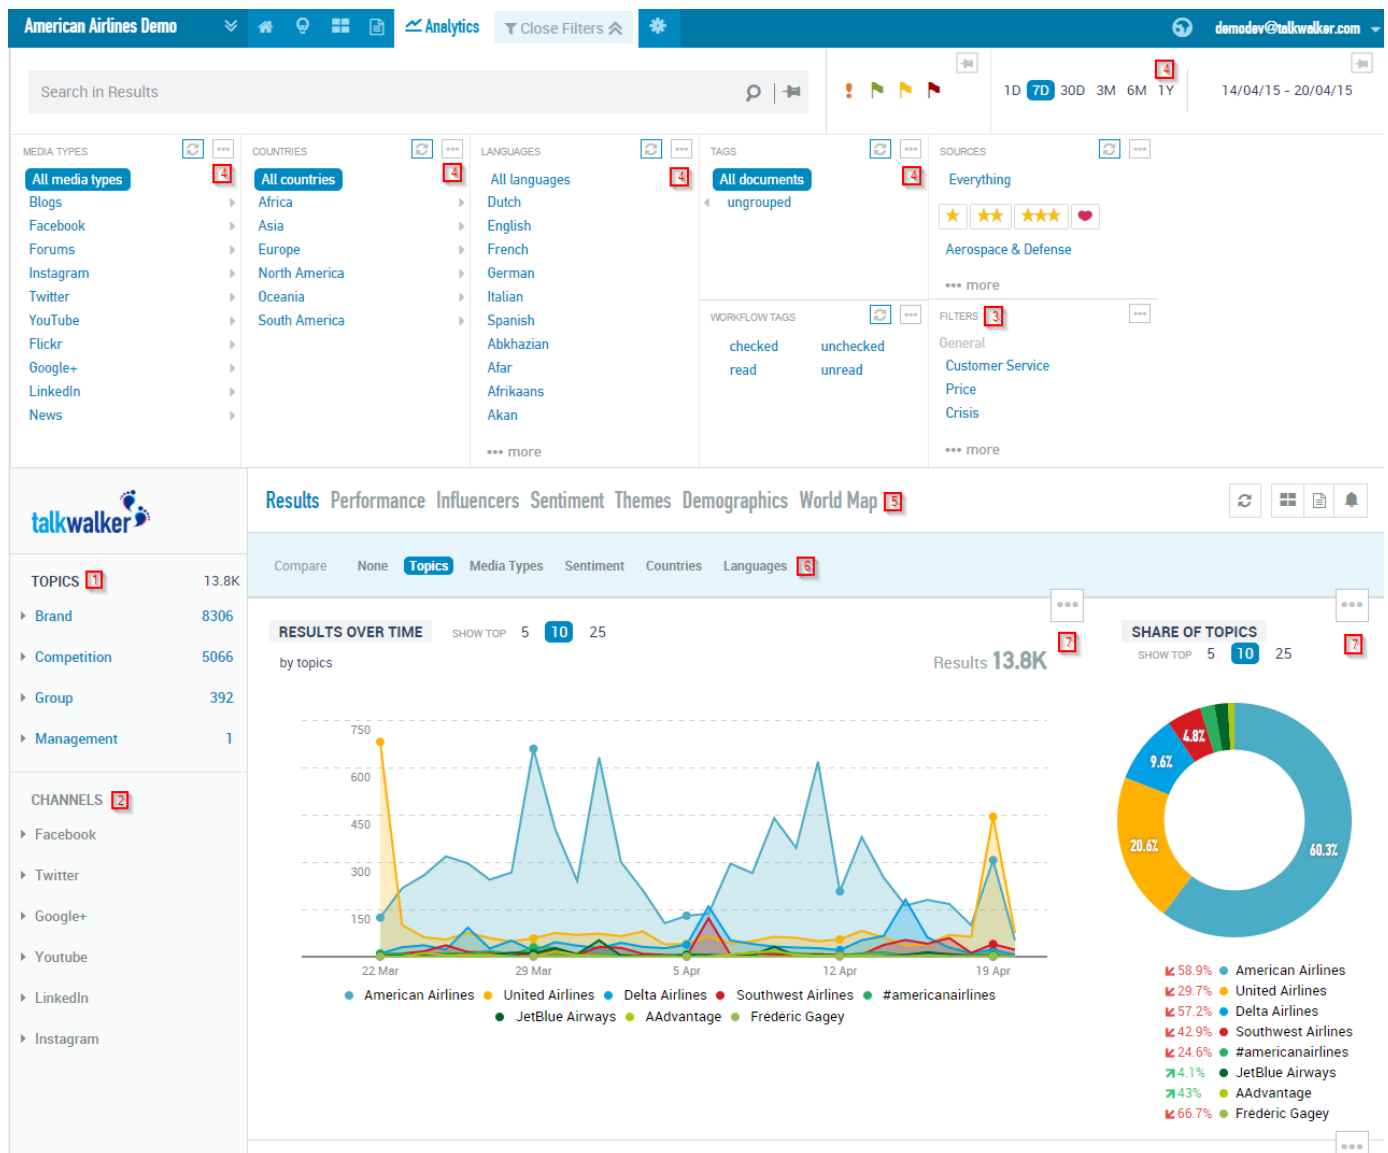 American Airlines Demo
Analytics
Close Filters
demodev@talkwalker.com
Search in Results
1D 7D 30D 3M 6M 1Y
4
14/04/15 - 20/04/15
MEDIA TYPES
4
All media types
Blogs
Facebook
Forums
Instagram
Twitter
YouTube
Flickr
Google+
LinkedIn
News
COUNTRIES
4
All countries
Africa
Asia
Europe
North America
Oceania
South America
LANGUAGES
4
All languages
Dutch
English
French
German
Italian
Spanish
Abkhazian
Afar
Afrikaans
Akan
••• more
TAGS
4
All documents
ungrouped
WORKFLOW TAGS
checked unchecked
read unread
SOURCES
Everything
Aerospace & Defense
••• more
FILTERS 3
General
Customer Service
Price
Crisis
••• more
talkwalker
TOPICS 1 13.8K
Brand 8306
Competition 5066
Group 392
Management 1
CHANNELS 2
Facebook
Twitter
Google+
Youtube
LinkedIn
Instagram
Results Performance Influencers Sentiment Themes Demographics World Map 5
Compare None Topics Media Types Sentiment Countries Languages 6
RESULTS OVER TIME SHOW TOP 5 10 25
7
by topics
Results 13.8K
750
600
450
300
150
22 Mar 29 Mar 5 Apr 12 Apr 19 Apr
American Airlines United Airlines Delta Airlines Southwest Airlines #americanairlines
JetBlue Airways AAdvantage Fréderic Gagey
SHARE OF TOPICS
SHOW TOP 5 10 25
7
4.8%
9.6%
20.6%
60.3%
58.9% American Airlines
29.7% United Airlines
57.2% Delta Airlines
42.9% Southwest Airlines
24.6% #americanairlines
4.1% JetBlue Airways
43% AAdvantage
66.7% Fréderic Gagey